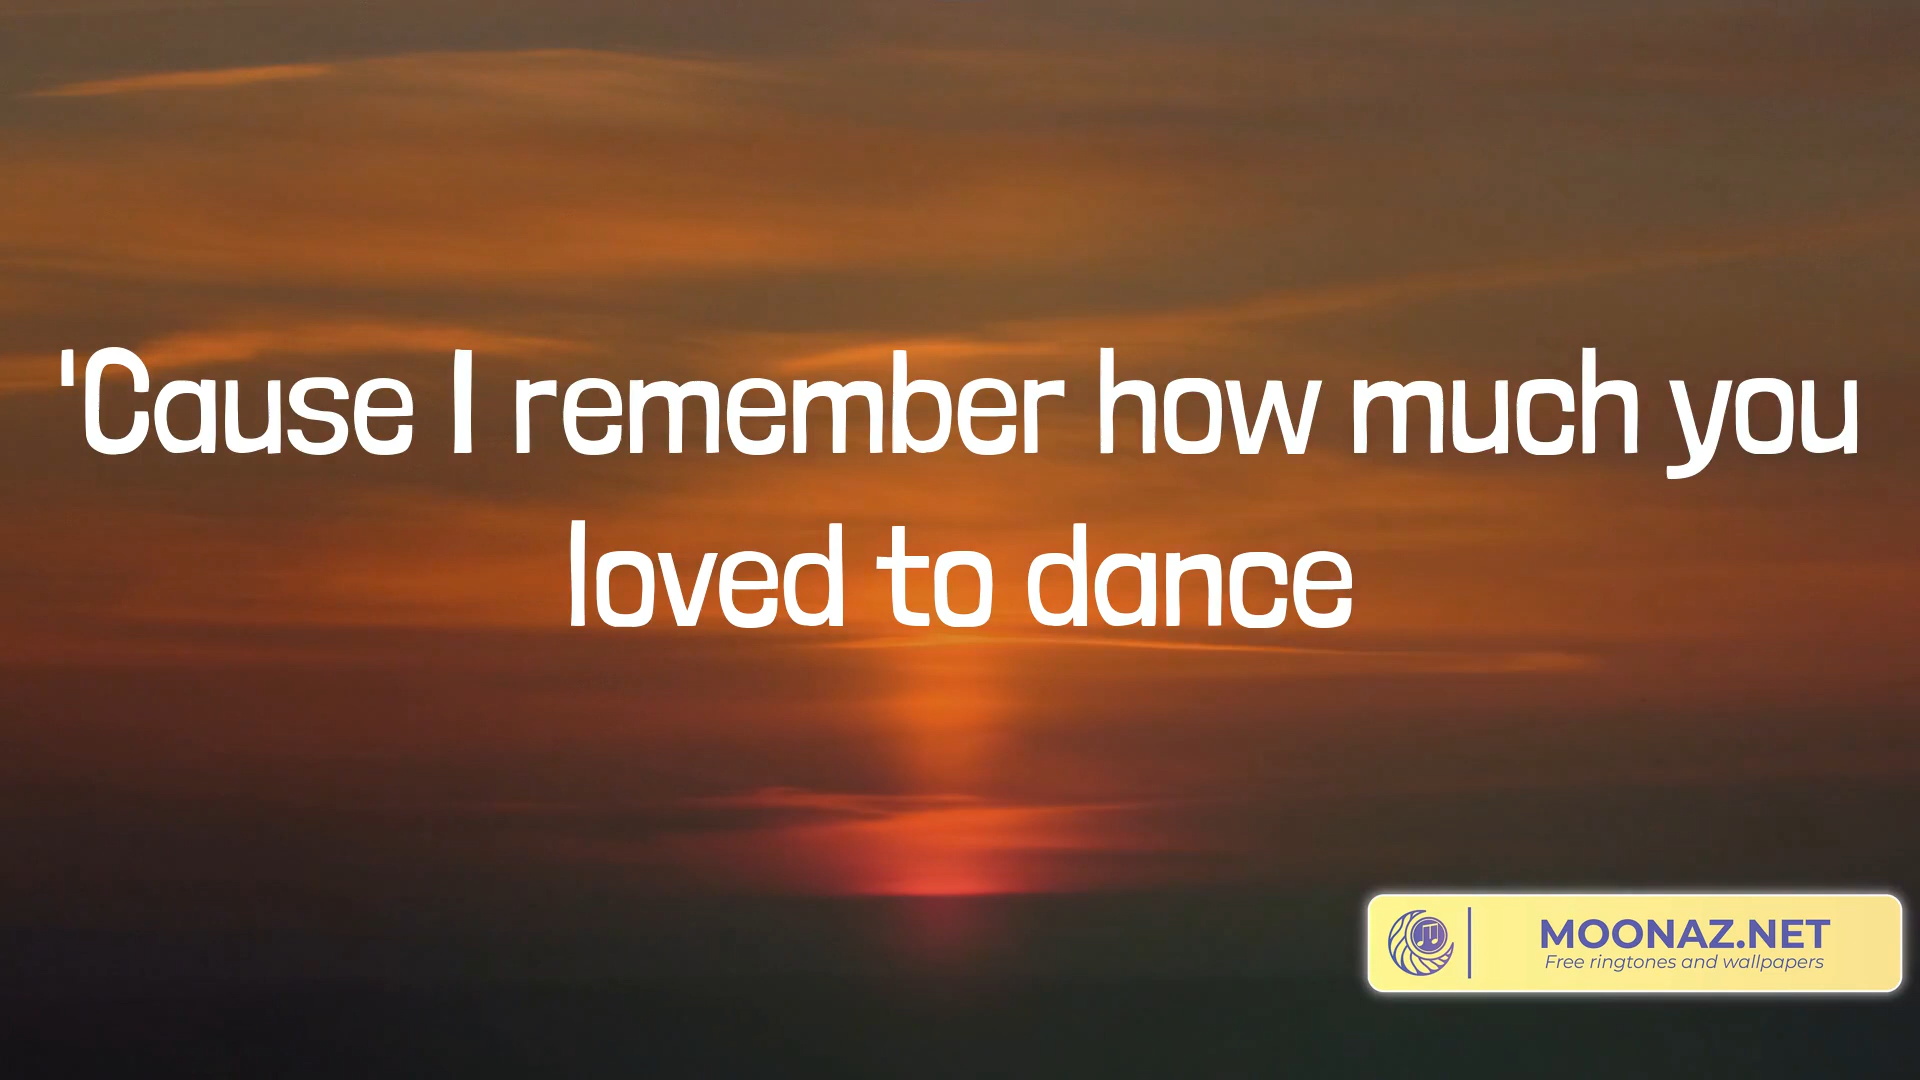 'Cause I remember how much you
loved to dance
MOONAZ.NET
Free ringtones and wallpapers